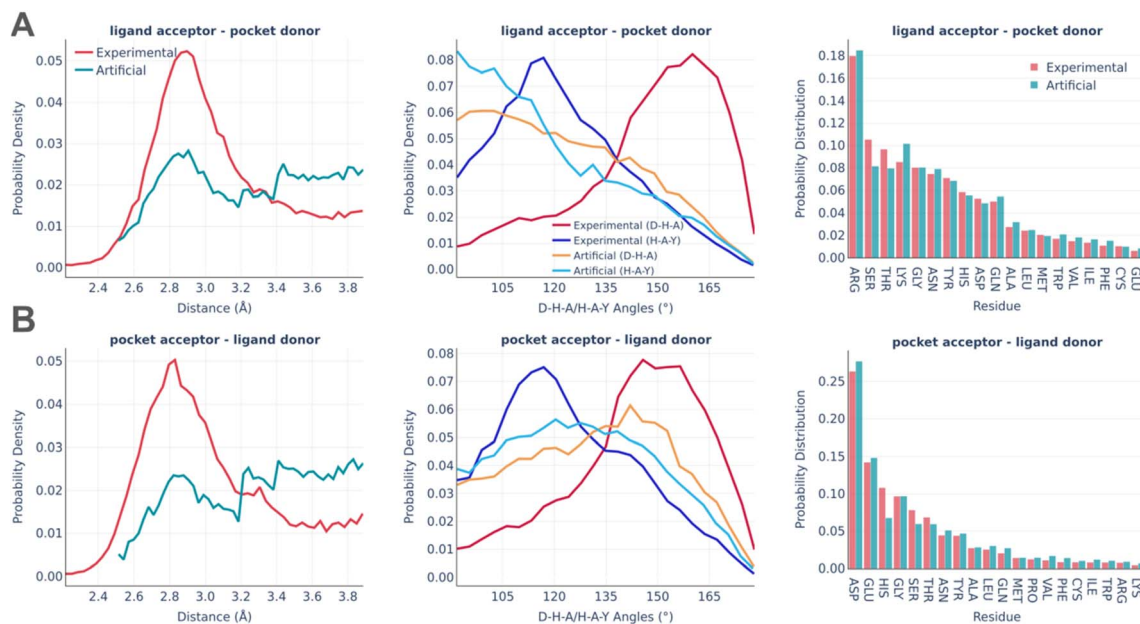 A
ligand acceptor - pocket donor
Experimental
Artificial
Probability Density
0.05
0.04
0.03
0.02
0.01
0.00
2.4 2.6 2.8 3.0 3.2 3.4 3.6 3.8
Distance (Å)
ligand acceptor - pocket donor
Probability Density
0.08
0.07
0.06
0.05
0.04
0.03
0.02
0.01
0.00
Experimental (D-H-A)
Experimental (H-A-Y)
Artificial (D-H-A)
Artificial (H-A-Y)
105 120 135 150 165
D-H-A/H-A-Y Angles (°)
ligand acceptor - pocket donor
Experimental
Artificial
Probability Distribution
0.18
0.16
0.14
0.12
0.10
0.08
0.06
0.04
0.02
0.00
ARG SER THR LYS GLY ASN TYR HIS ASP GLN ALA LEU MET TRP VAL ILE PHE CYS GLU
Residue
B
pocket acceptor - ligand donor
Probability Density
0.05
0.04
0.03
0.02
0.01
0.00
2.4 2.6 2.8 3.0 3.2 3.4 3.6 3.8
Distance (Å)
pocket acceptor - ligand donor
Probability Density
0.08
0.07
0.06
0.05
0.04
0.03
0.02
0.01
0.00
105 120 135 150 165
D-H-A/H-A-Y Angles (°)
pocket acceptor - ligand donor
Probability Distribution
0.25
0.20
0.15
0.10
0.05
0.00
ASP GLU HIS GLY SER THR ASN TYR ALA LEU GLN MET PRO VAL PHE CYS ILE TRP ARG LYS
Residue